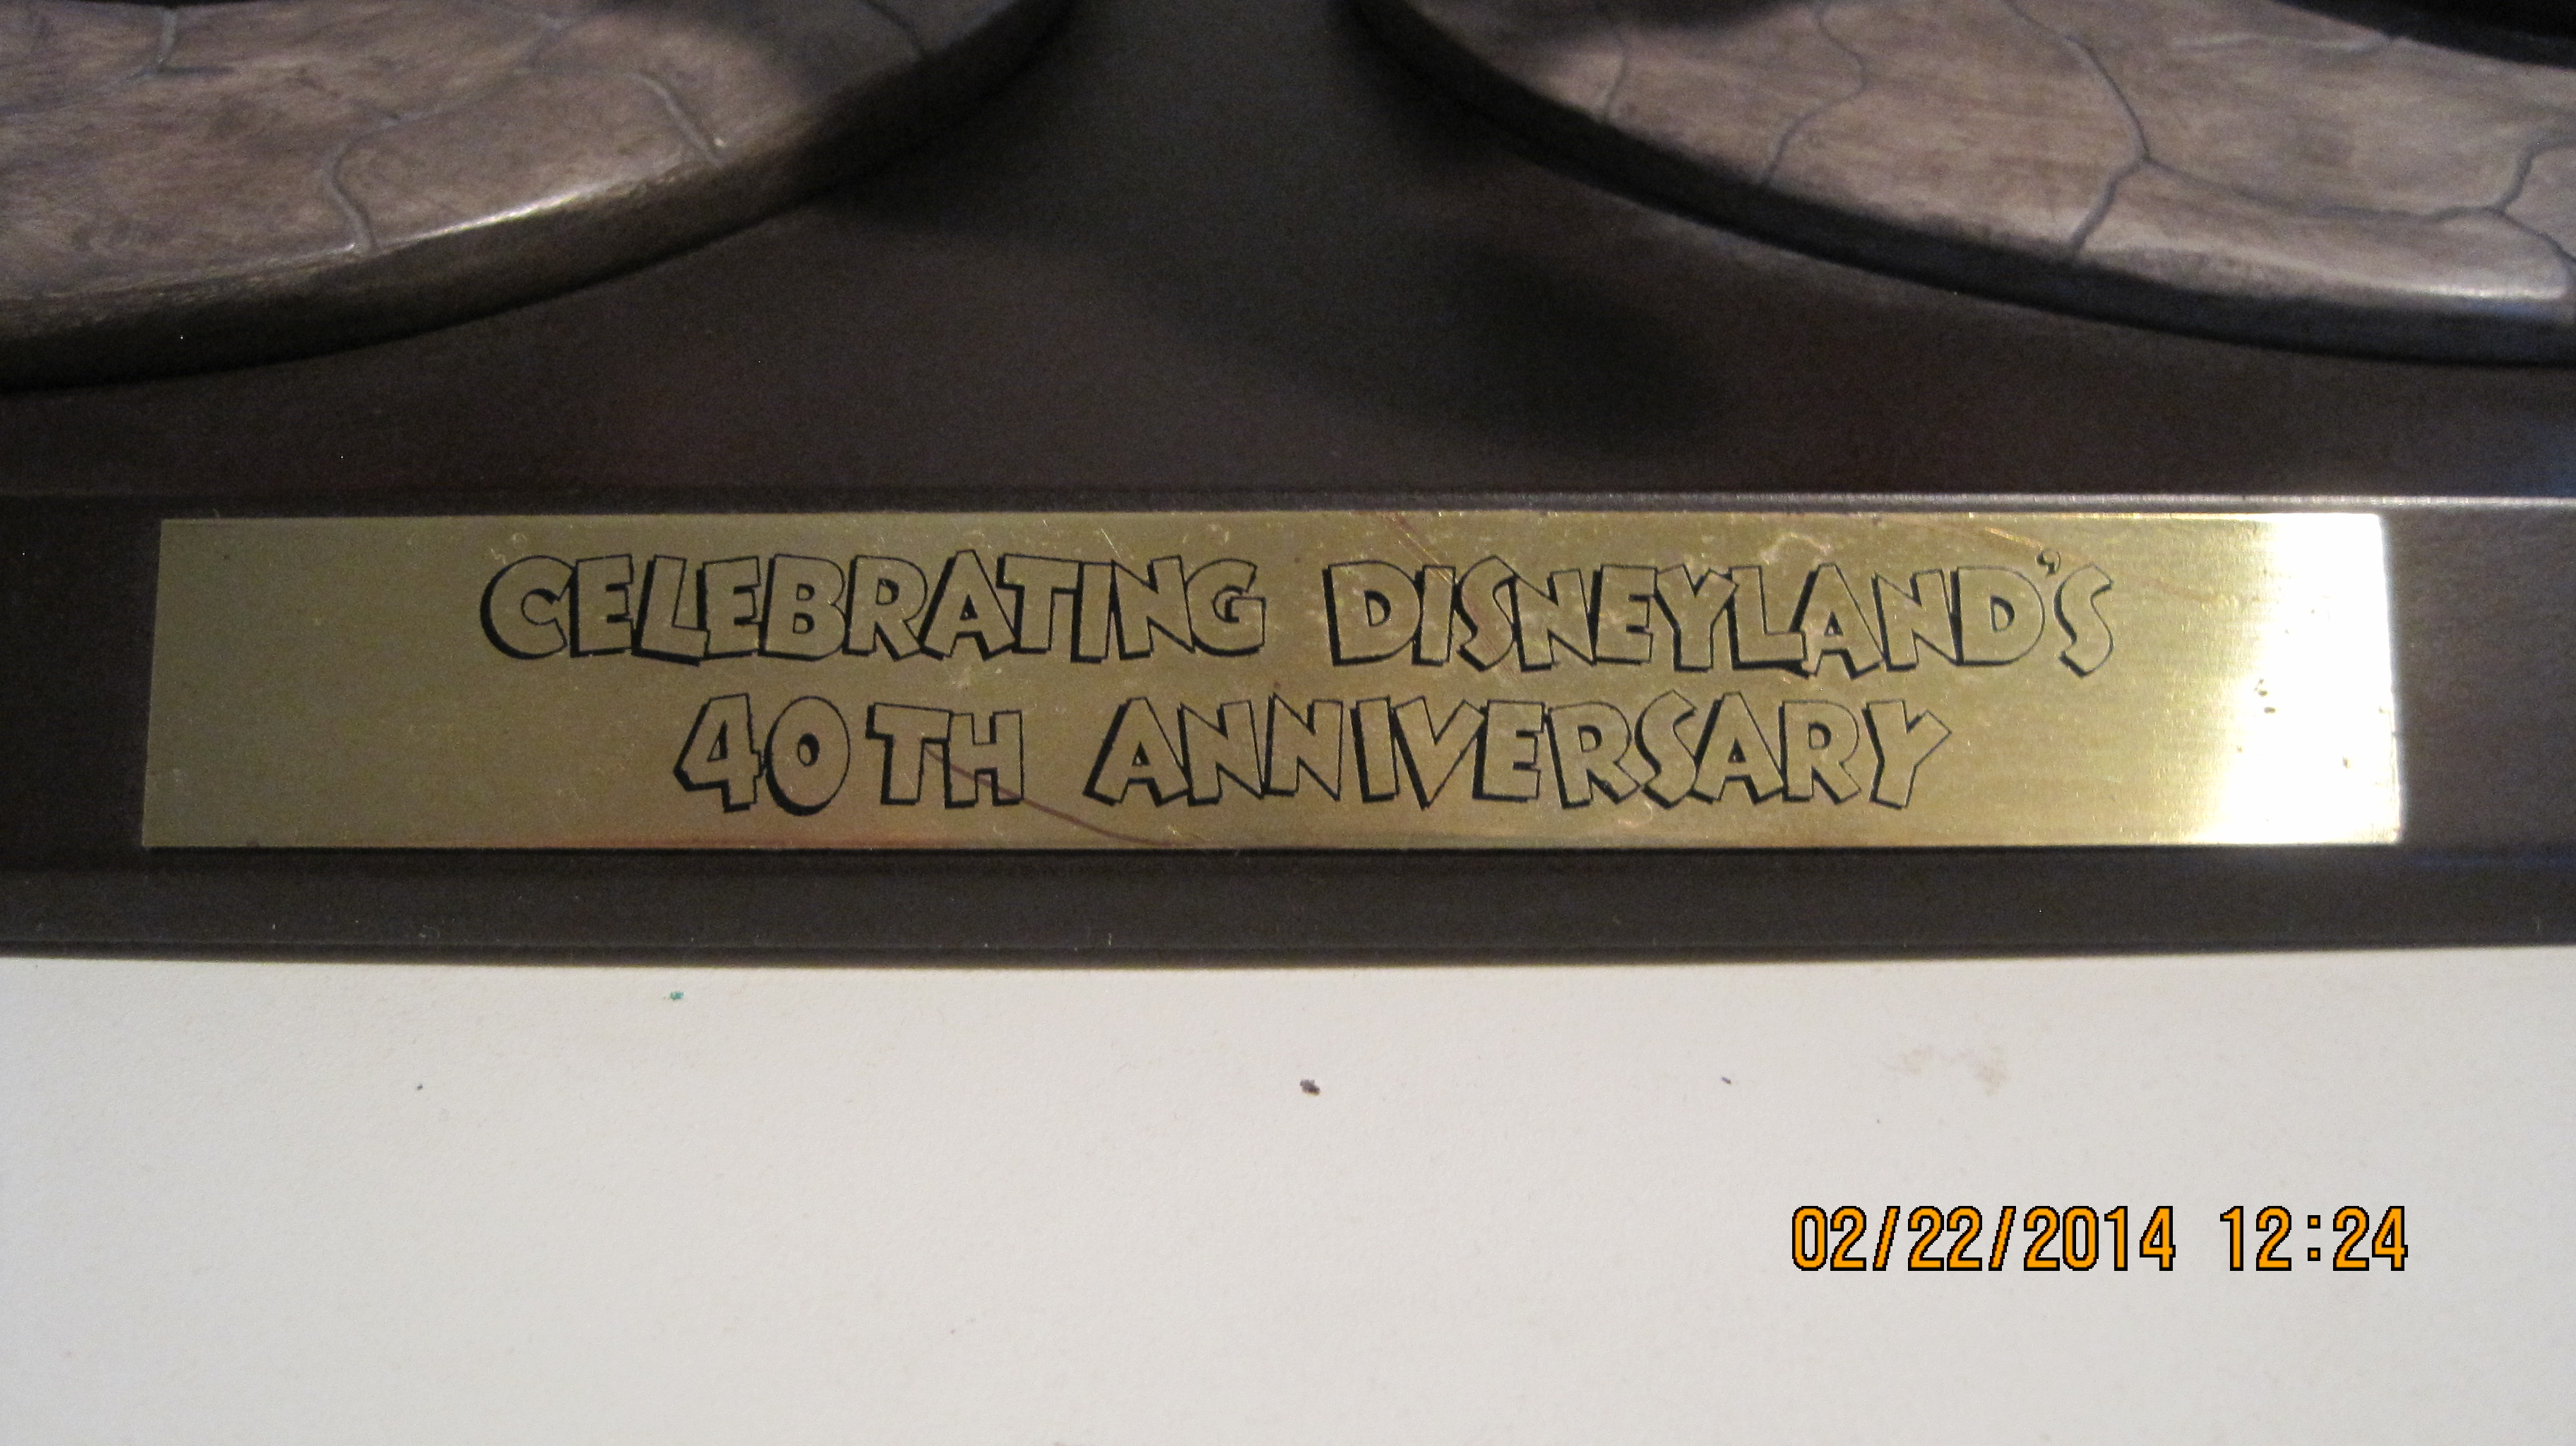 CELEBRATING DISNEYLAND'S
40TH ANNIVERSARY
02/22/2014 12:24